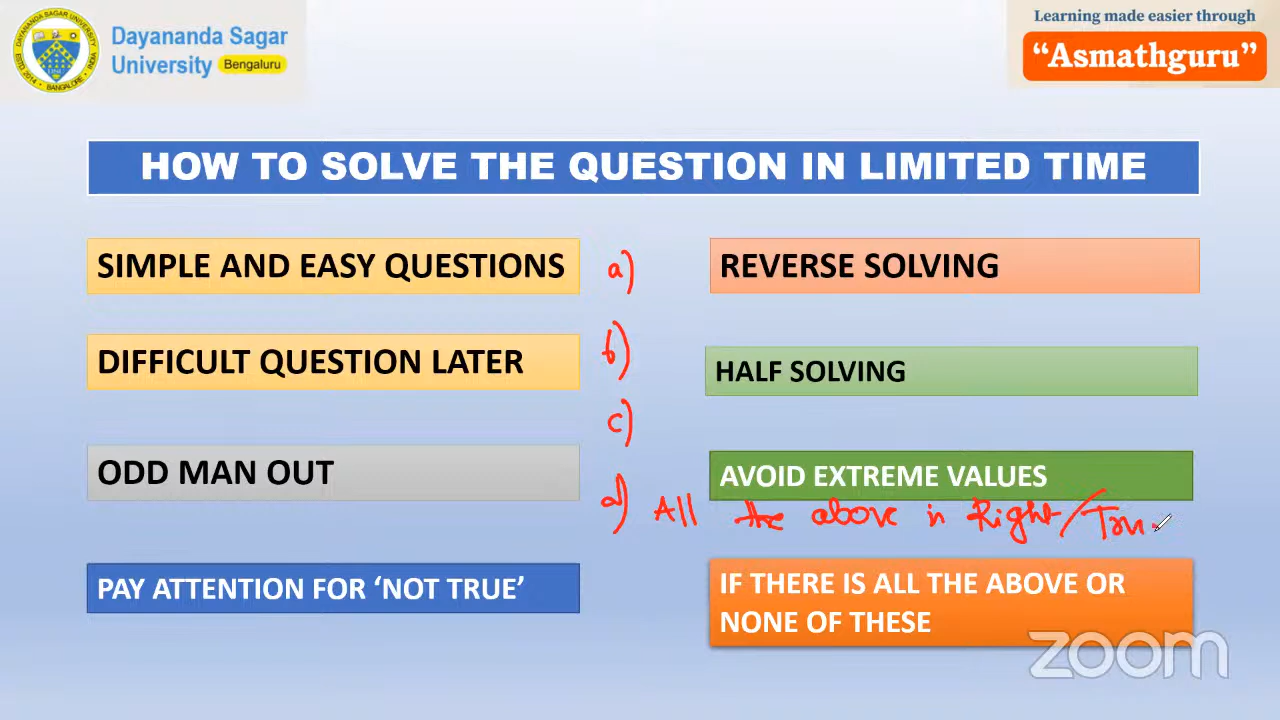 Dayananda Sagar
University Bengaluru
Learning made easier through
“Asmathguru”
HOW TO SOLVE THE QUESTION IN LIMITED TIME
SIMPLE AND EASY QUESTIONS
a)
REVERSE SOLVING
DIFFICULT QUESTION LATER
b)
HALF SOLVING
c)
ODD MAN OUT
AVOID EXTREME VALUES
d) All the above is Right/Tru
PAY ATTENTION FOR ‘NOT TRUE’
IF THERE IS ALL THE ABOVE OR
NONE OF THESE
zoom